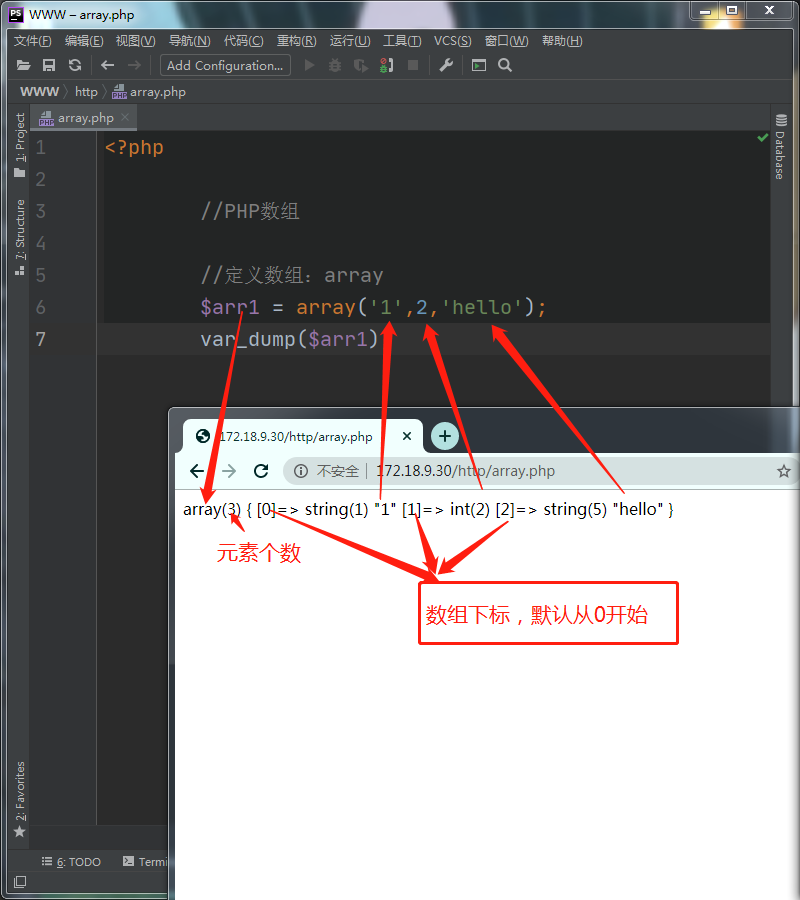 WWW – array.php
文件(F) 编辑(E) 视图(V) 导航(N) 代码(C) 重构(R) 运行(U) 工具(T) VCS(S) 窗口(W) 帮助(H)
Add Configuration...
WWW http array.php
array.php
1: Project
7: Structure
2: Favorites
Database
1 <?php
2
3 //PHP数组
4
5 //定义数组：array
6 $arr1 = array('1',2,'hello');
7 var_dump($arr1)
172.18.9.30/http/array.php
不安全 172.18.9.30/http/array.php
array(3) { [0]=> string(1) "1" [1]=> int(2) [2]=> string(5) "hello" }
元素个数
数组下标，默认从0开始
6: TODO
Termi